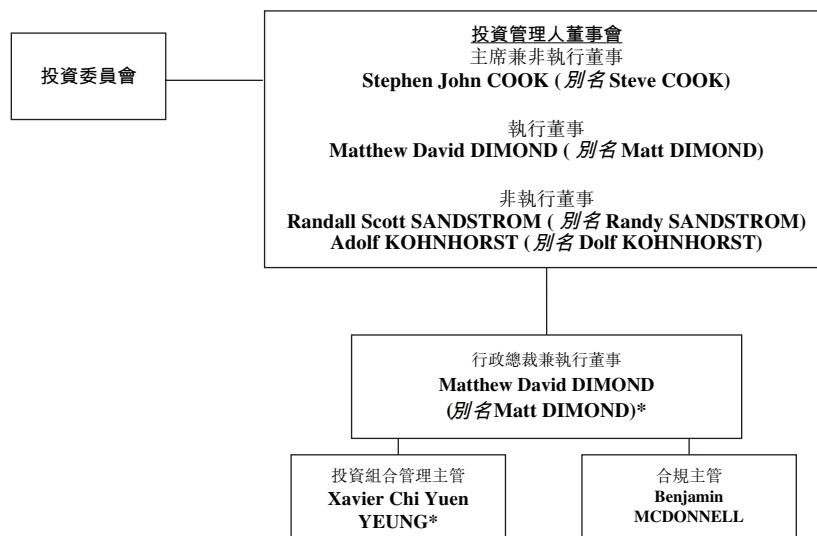 投資委員會
投資管理人董事會
主席兼非執行董事
Stephen John COOK (別名 Steve COOK)
執行董事
Matthew David DIMOND ( 別名 Matt DIMOND)
非執行董事
Randall Scott SANDSTROM ( 別名 Randy SANDSTROM)
Adolf KOHNHORST (別名 Dolf KOHNHORST)
行政總裁兼執行董事
Matthew David DIMOND
(別名 Matt DIMOND)*
投資組合管理主管
Xavier Chi Yuen
YEUNG*
合規主管
Benjamin
MCDONNELL